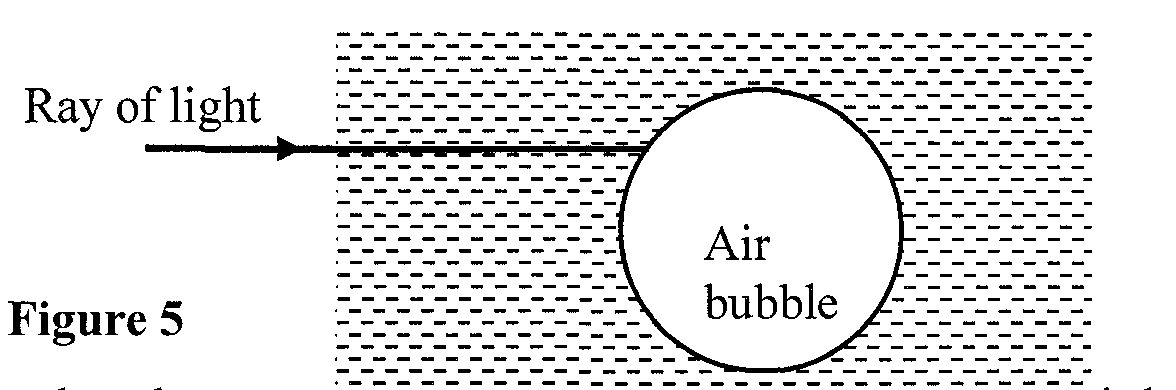 Ray of light
Air
bubble
Figure 5